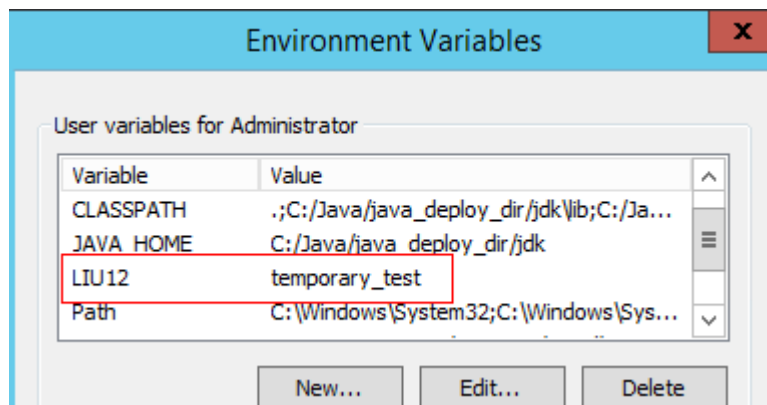 Environment Variables
x
User variables for Administrator
Variable Value
CLASSPATH .;C:/Java/java_deploy_dir/jdk\lib;C:/Ja...
JAVA_HOME C:/Java/java_deploy_dir/jdk
LIU12 temporary_test
Path C:\Windows\System32;C:\Windows\Sys...
New... Edit... Delete